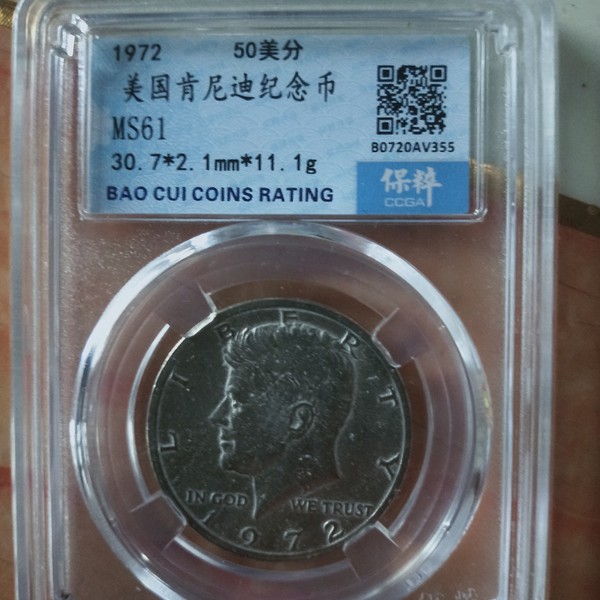 1972 50美分
美国肯尼迪纪念币
MS61
30.7*2.1mm*11.1g
B0720AV355
BAO CUI COINS RATING
保粹
CCGA
LIBERTY
IN GOD WE TRUST
1972